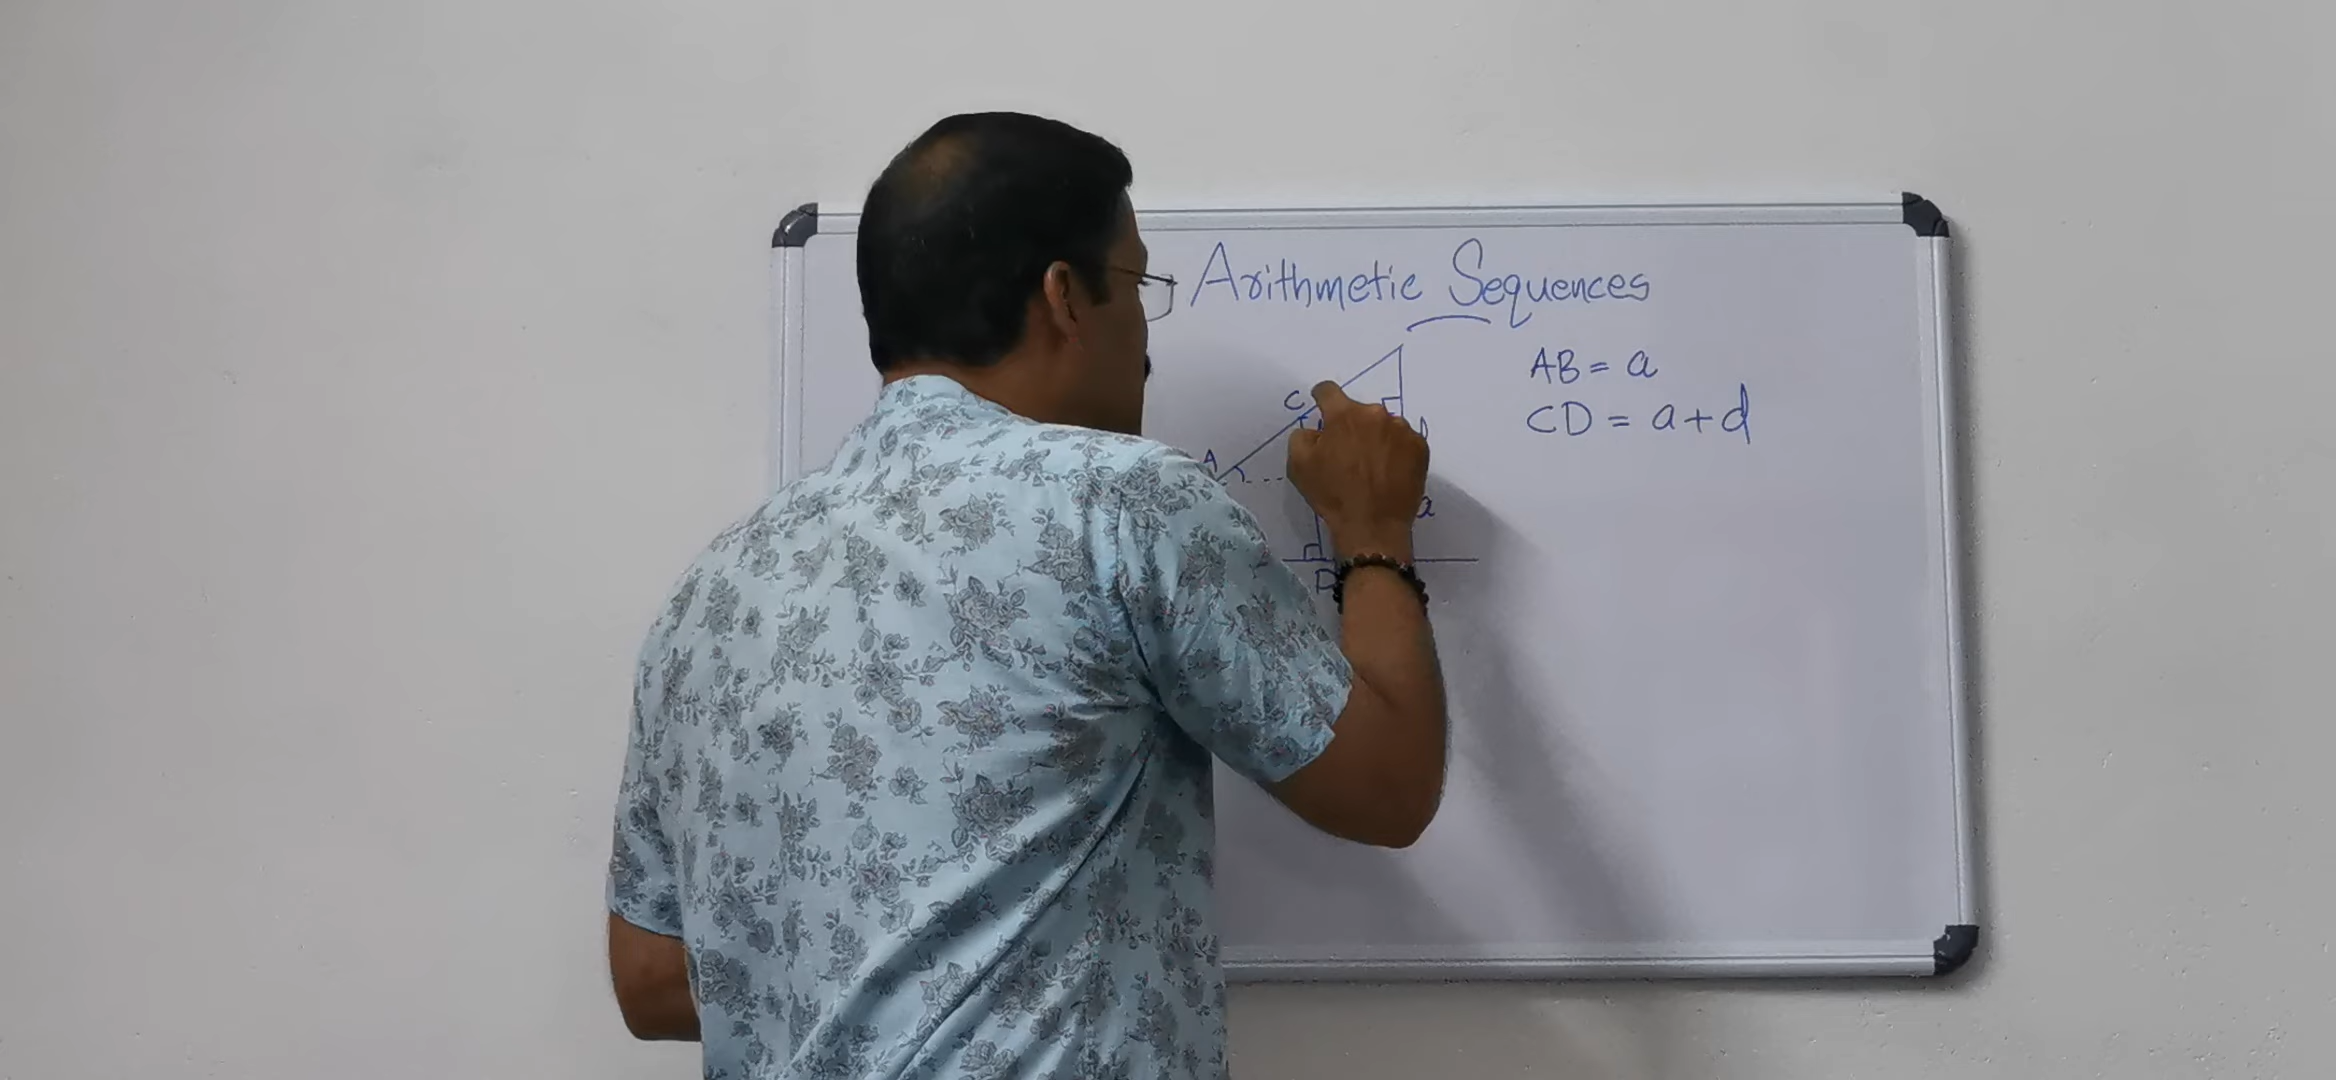 Arithmetic Sequences
AB = a
CD = a + d
C
A
a
D